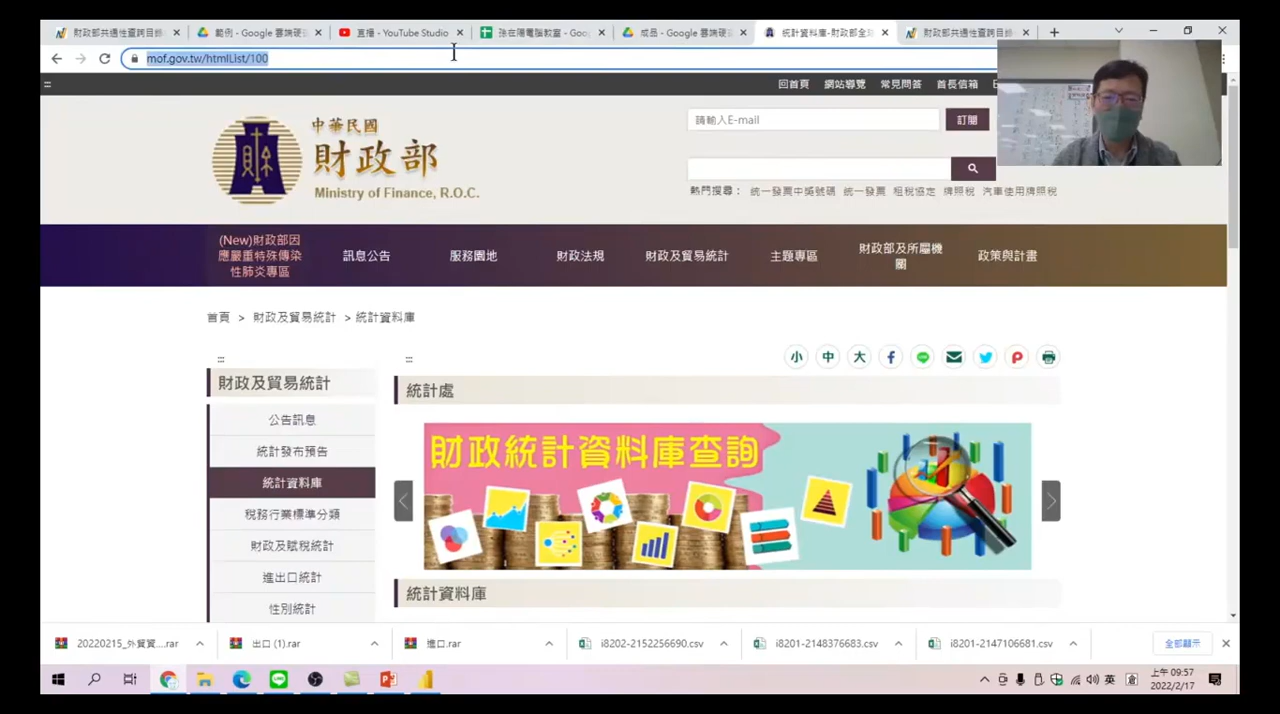 財政部共通性查詢目錄
範例 - Google 雲端硬
直播 - YouTube Studio
孫在陽電腦教室 - Goog
成品 - Google 雲端硬
統計資料庫-財政部全
財政部共通性查詢目錄
mof.gov.tw/htmlList/100
回首頁 網站導覽 常見問答 首長信箱
中華民國
財政部
Ministry of Finance, R.O.C.
請輸入E-mail
訂閱
熱門搜尋： 統一發票中獎號碼 統一發票 租稅協定 牌照稅 汽車使用牌照稅
(New)財政部因
應嚴重特殊傳染
性肺炎專區
訊息公告
服務園地
財政法規
財政及貿易統計
主題專區
財政部及所屬機
關
政策與計畫
首頁 > 財政及貿易統計 > 統計資料庫
小 中 大
財政及貿易統計
公告訊息
統計發布預告
統計資料庫
稅務行業標準分類
財政及賦稅統計
進出口統計
性別統計
統計處
財政統計資料庫查詢
統計資料庫
20220215_外貿資....rar
出口 (1).rar
進口.rar
i8202-2152256690.csv
i8201-2148376683.csv
i8201-2147106681.csv
全部顯示
英
上午 09:57
2022/2/17